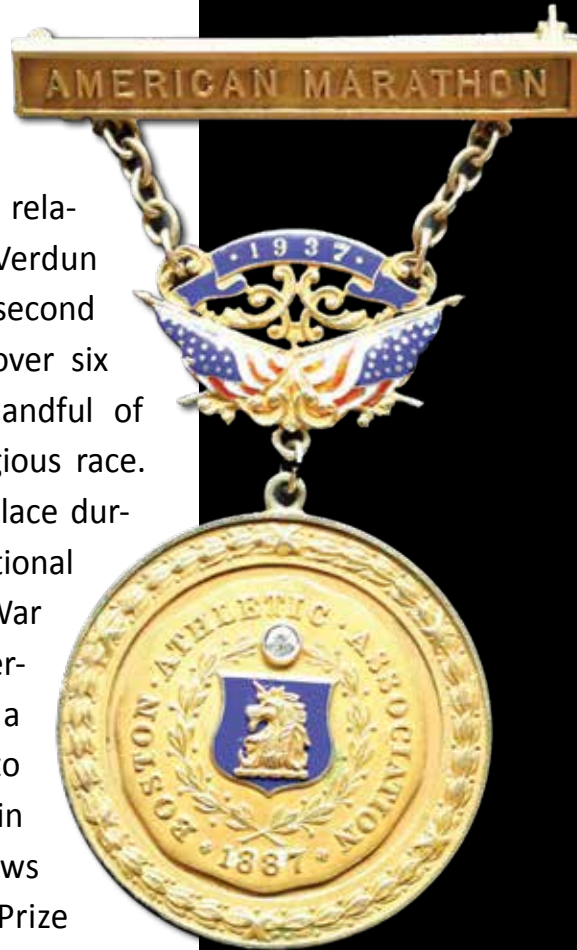 AMERICAN MARATHON
rela-
Verdun
second
over six
andful of
gious race.
lace dur-
tional
War
er-
a
to
in
ws
Prize
· 1937 ·
BOSTON · ATHLETIC · ASSOCIATION
· 1887 ·